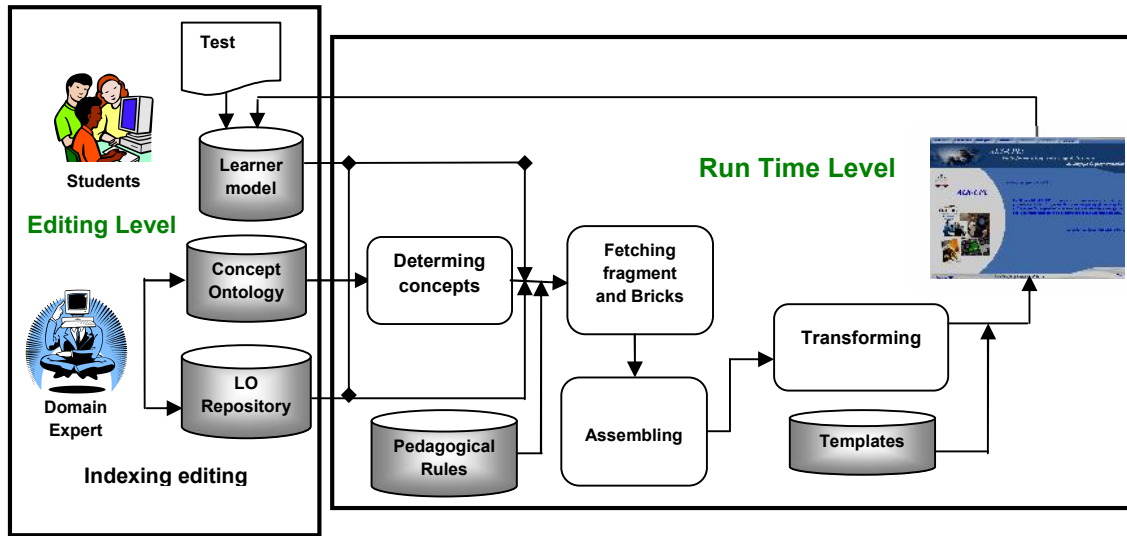 Test
Students
Learner
model
Editing Level
Concept
Ontology
Domain
Expert
LO
Repository
Indexing editing
Run Time Level
Determing
concepts
Fetching
fragment
and Bricks
Pedagogical
Rules
Assembling
Transforming
Templates